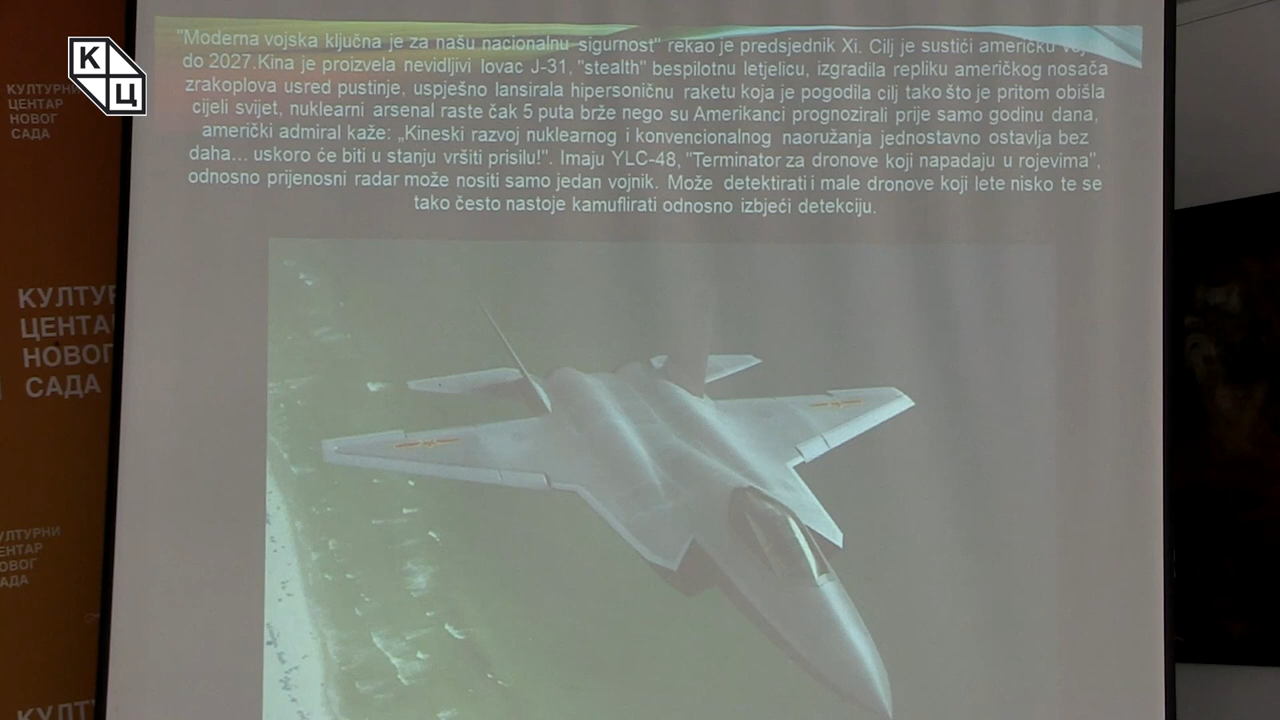 К
Ц
КУЛТУРНИ
ЦЕНТАР
НОВОГ
САДА
"Moderna vojska ključna je za našu nacionalnu sigurnost" rekao je predsjednik Xi. Cilj je sustići američku
do 2027.Kina je proizvela nevidljivi lovac J-31, "stealth" bespilotnu letjelicu, izgradila repliku američkog nosača
zrakoplova usred pustinje, uspješno lansirala hipersoničnu raketu koja je pogodila cilj tako što je pritom obišla
cijeli svijet, nuklearni arsenal raste čak 5 puta brže nego su Amerikanci prognozirali prije samo godinu dana,
američki admiral kaže: „Kineski razvoj nuklearnog i konvencionalnog naoružanja jednostavno ostavlja bez
daha... uskoro će biti u stanju vršiti prisilu!". Imaju YLC-48, "Terminator za dronove koji napadaju u rojevima",
odnosno prijenosni radar može nositi samo jedan vojnik. Može detektirati i male dronove koji lete nisko te se
tako često nastoje kamuflirati odnosno izbjeći detekciju.
КУЛТУР
ЦЕНТА
НОВОГ
САДА
УЛТУРНИ
ЕНТАР
ОВОГ
АДА
КУЛТ